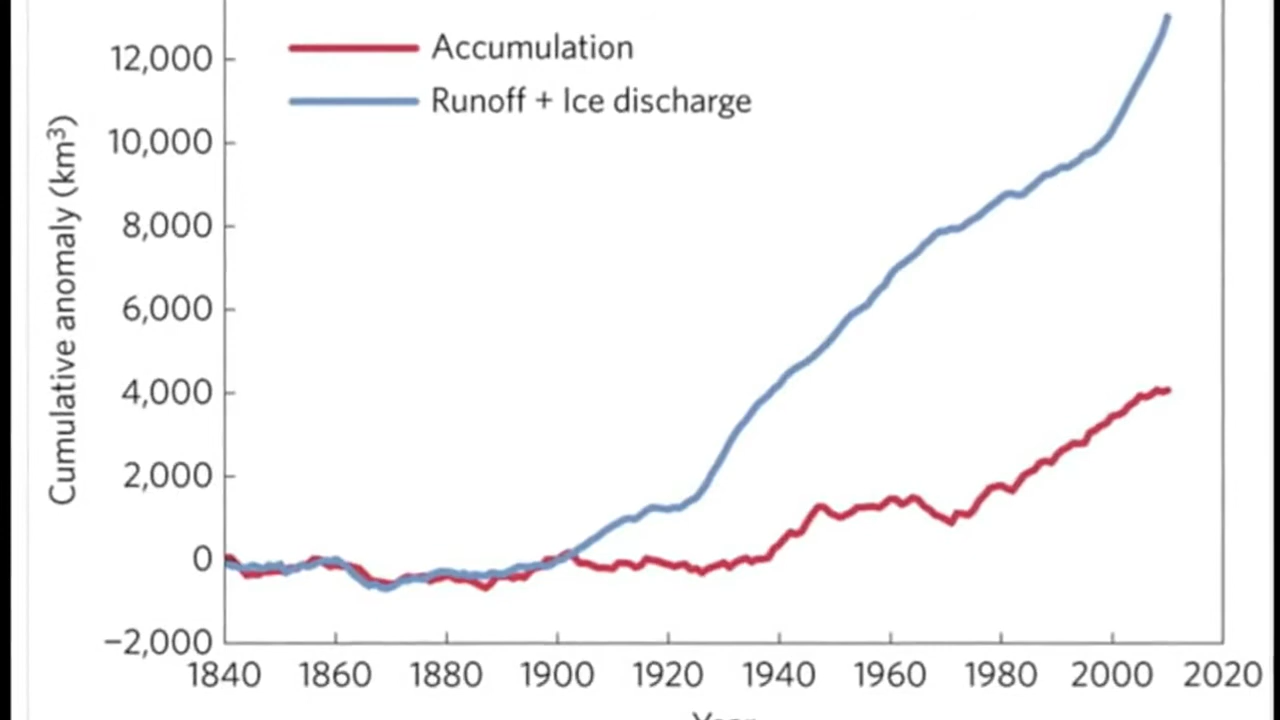 Accumulation
Runoff + Ice discharge
Cumulative anomaly (km³)
12,000
10,000
8,000
6,000
4,000
2,000
0
−2,000
1840 1860 1880 1900 1920 1940 1960 1980 2000 2020
Year